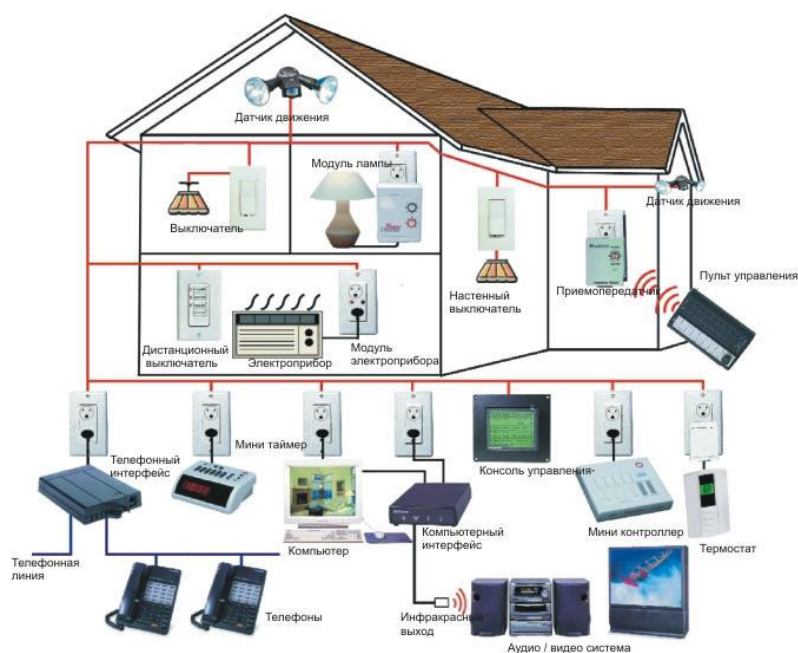 Датчик движения
Модуль лампы
Датчик движения
Выключатель
Пульт управления
Приемопередатчик
Настенный
выключатель
Дистанционный
выключатель
Электроприбор
Модуль
электроприбора
Мини таймер
Телефонный
интерфейс
Консоль управления
Компьютер
Компьютерный
интерфейс
Мини контроллер
Термостат
Телефонная
линия
Телефоны
Инфракрасный
выход
Аудио / видео система